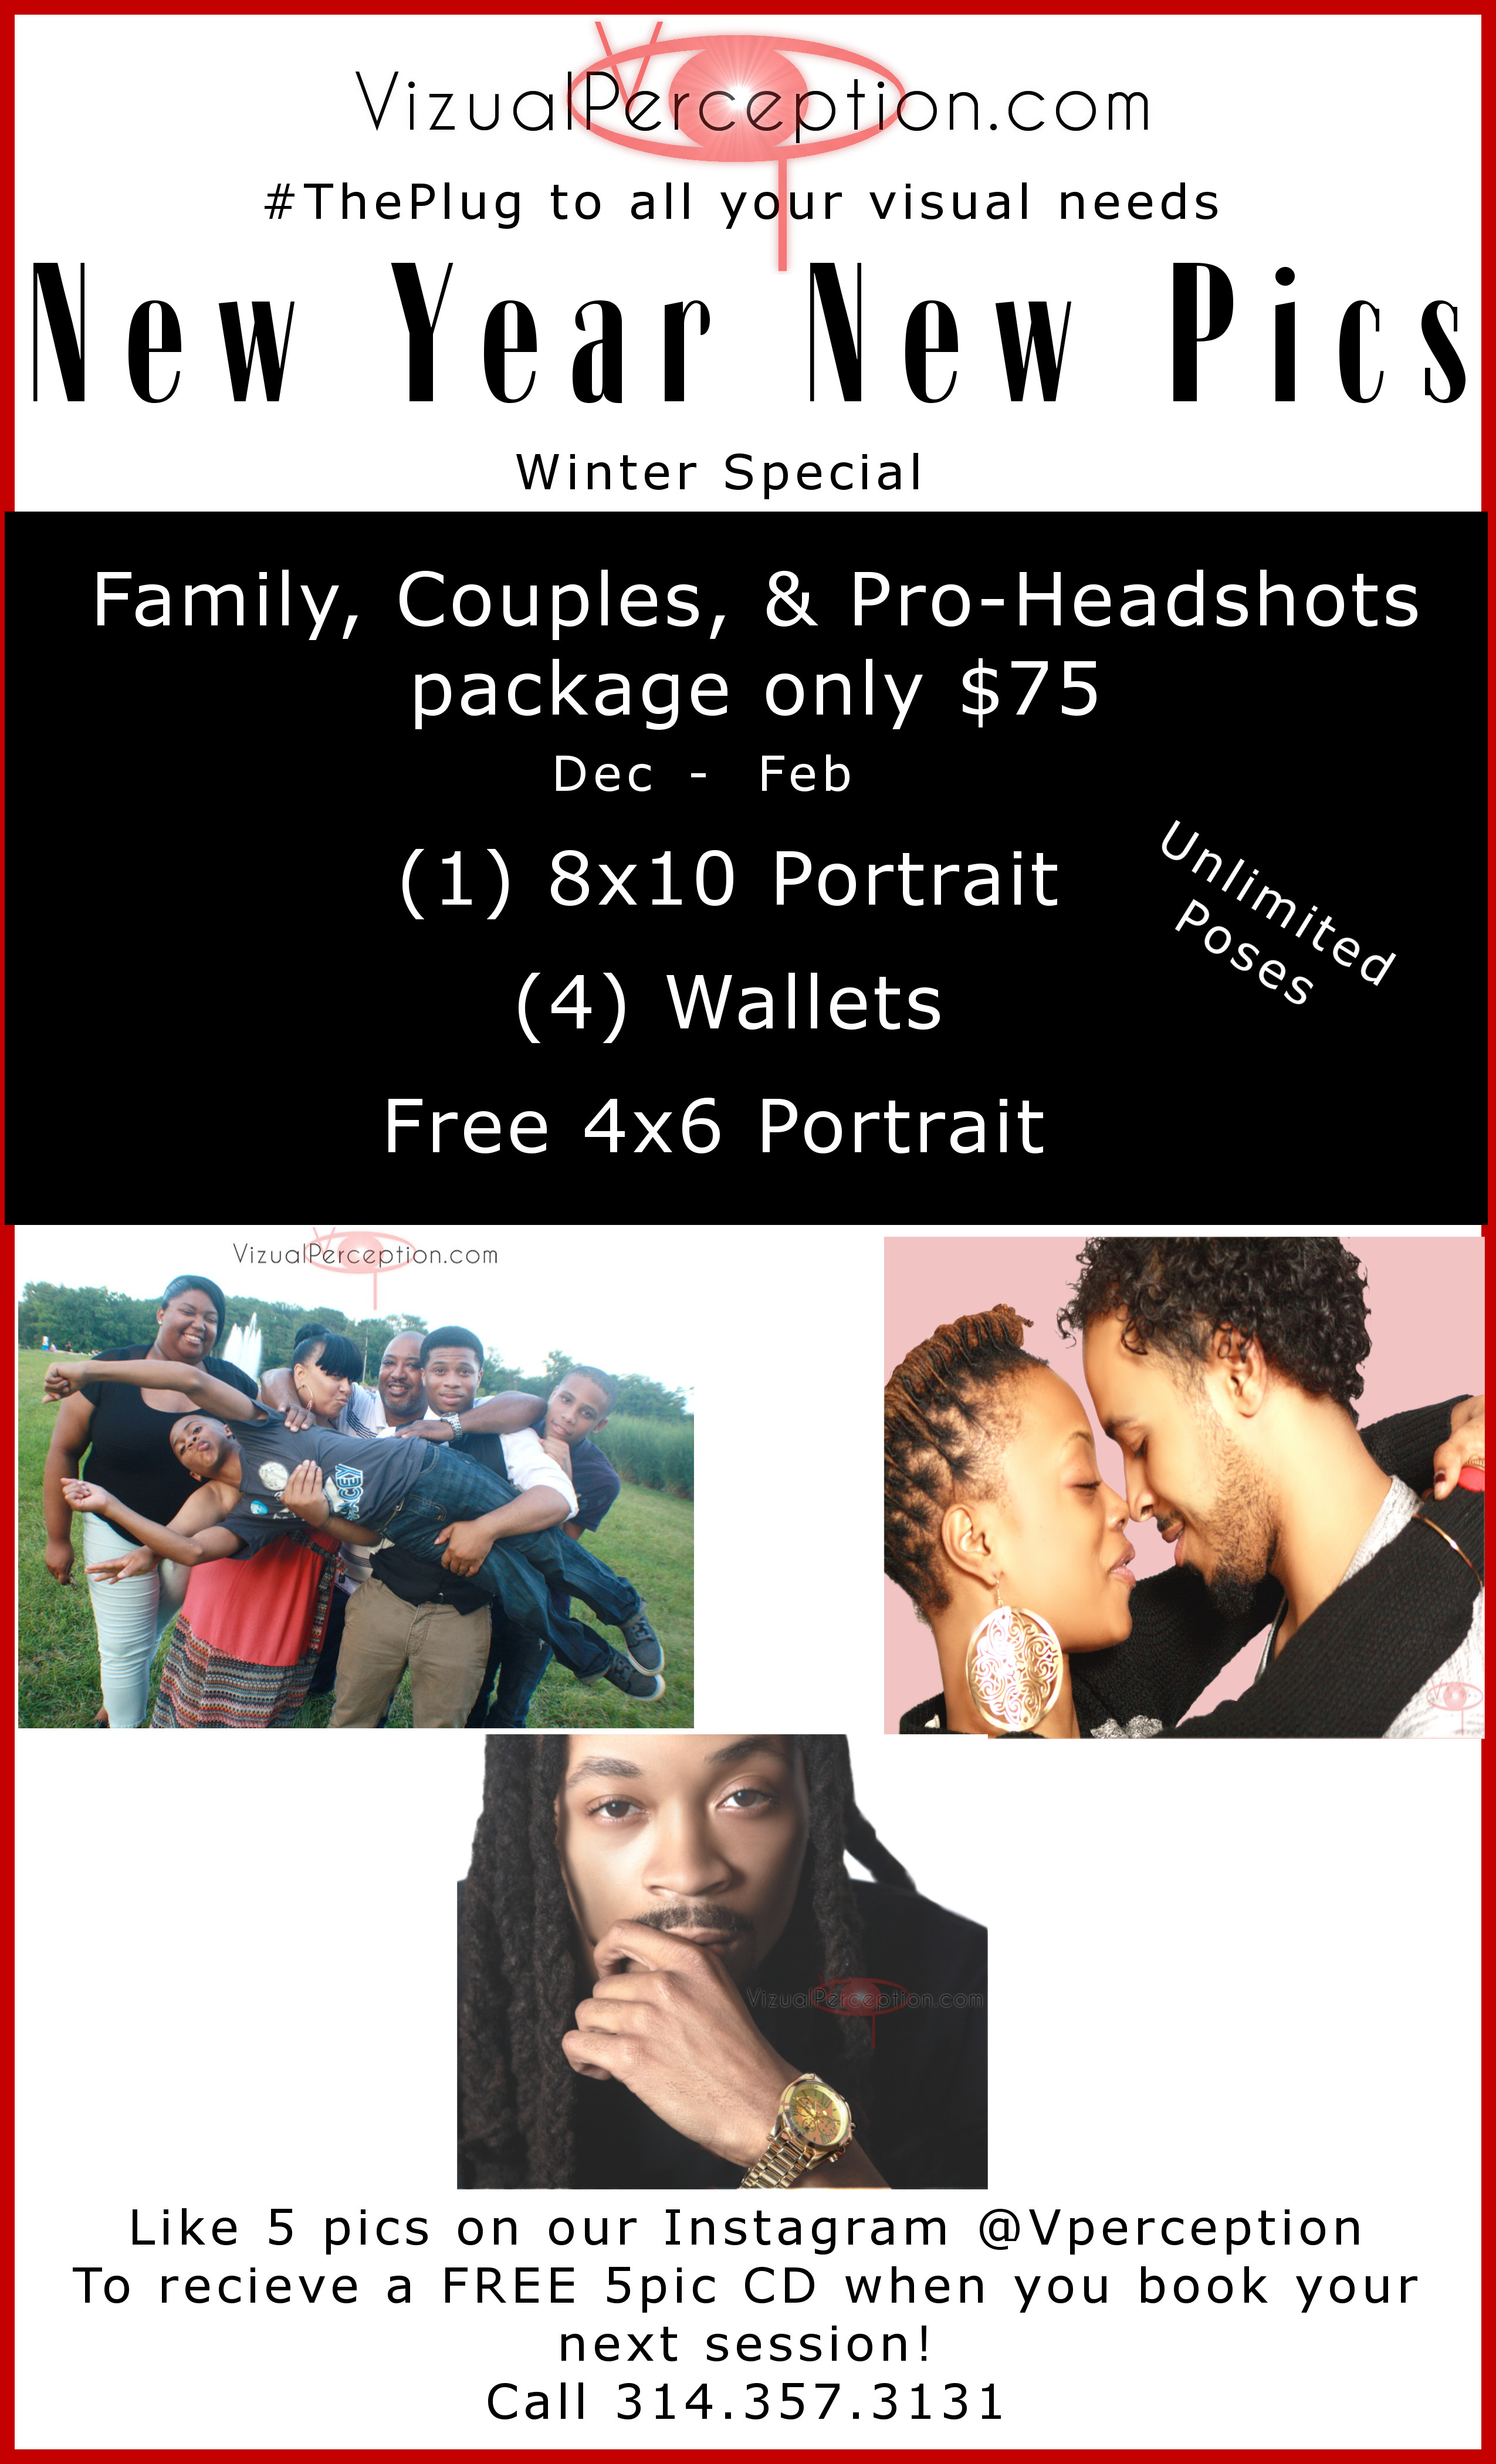 VizualPerception.com
#ThePlug to all your visual needs
New Year New Pics
Winter Special
Family, Couples, & Pro-Headshots
package only $75
Dec - Feb
(1) 8x10 Portrait
Unlimited
Poses
(4) Wallets
Free 4x6 Portrait
VizualPerception.com
VizualPerception.com
Like 5 pics on our Instagram @Vperception
To recieve a FREE 5pic CD when you book your
next session!
Call 314.357.3131